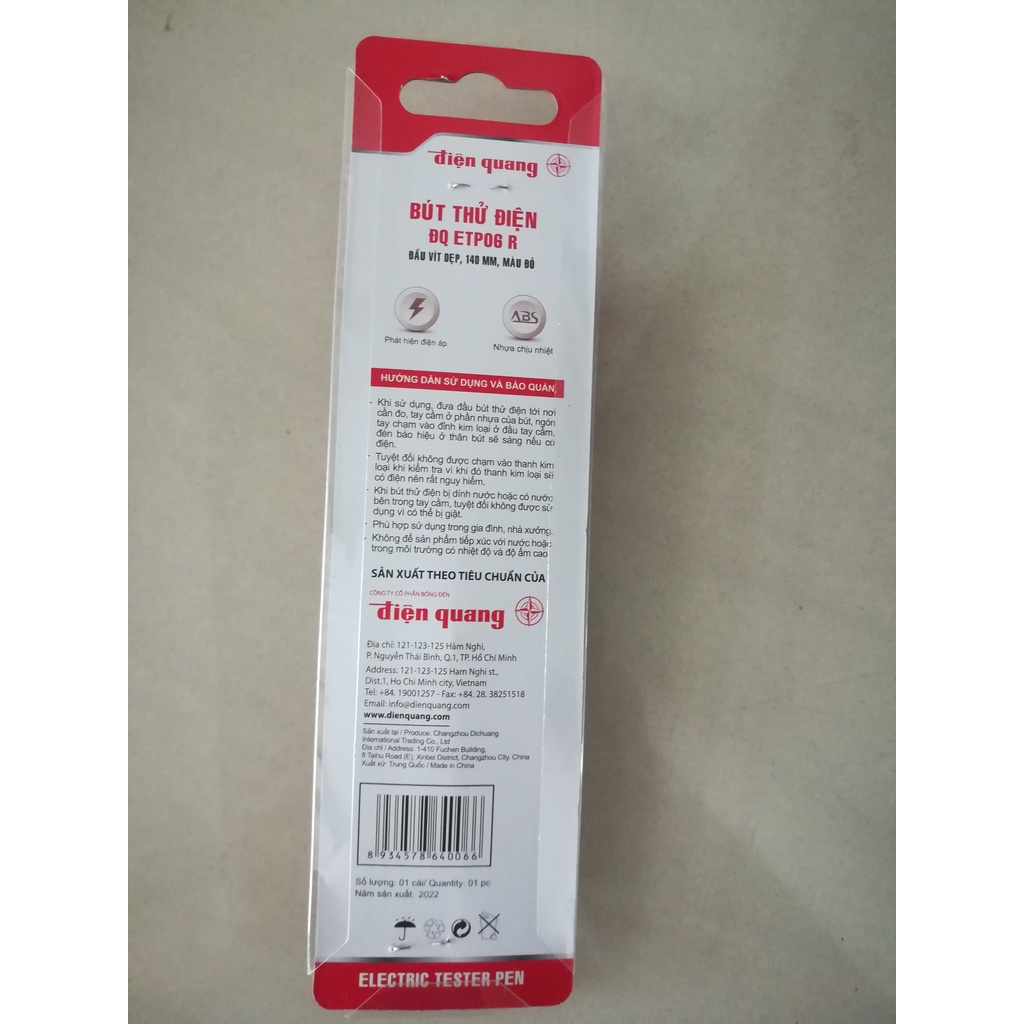 điện quang
BÚT THỬ ĐIỆN
ĐQ ETP06 R
ĐẦU VÍT DẸP, 140 MM, MÀU ĐỎ
ABS
Phát hiện điện áp
Nhựa chịu nhiệt
HƯỚNG DẪN SỬ DỤNG VÀ BẢO QUẢN
- Khi sử dụng, đưa đầu bút thử điện tới nơi
cần đo, tay cầm ở phần nhựa của bút, ngón
tay chạm vào đỉnh kim loại ở đầu tay cầm,
đèn báo hiệu ở thân bút sẽ sáng nếu có
điện.
- Tuyệt đối không được chạm vào thanh kim
loại khi kiểm tra vì khi đó thanh kim loại sẽ
có điện nên rất nguy hiểm.
- Khi bút thử điện bị dính nước hoặc có nước
bên trong tay cầm, tuyệt đối không được sử
dụng vì có thể bị giật.
- Phù hợp sử dụng trong gia đình, nhà xưởng.
- Không để sản phẩm tiếp xúc với nước hoặc
trong môi trường có nhiệt độ và độ ẩm cao
SẢN XUẤT THEO TIÊU CHUẨN CỦA
CÔNG TY CỔ PHẦN BÓNG ĐÈN
điện quang
Địa chỉ: 121-123-125 Hàm Nghi,
P. Nguyễn Thái Bình, Q.1, TP. Hồ Chí Minh
Address: 121-123-125 Ham Nghi st.,
Dist.1, Ho Chi Minh city, Vietnam
Tel: +84. 19001257 - Fax: +84. 28. 38251518
Email: info@dienquang.com
www.dienquang.com
Sản xuất tại / Produce: Changzhou Dichuang
International Trading Co., Ltd
Địa chỉ / Address: 1-410 Fuchen Building,
8 Taihu Road (E), Xinbei District, Changzhou City, China
Xuất xứ: Trung Quốc / Made in China
8 934578 640066
Số lượng: 01 cái/ Quantity: 01 pc
Năm sản xuất: 2022
ELECTRIC TESTER PEN